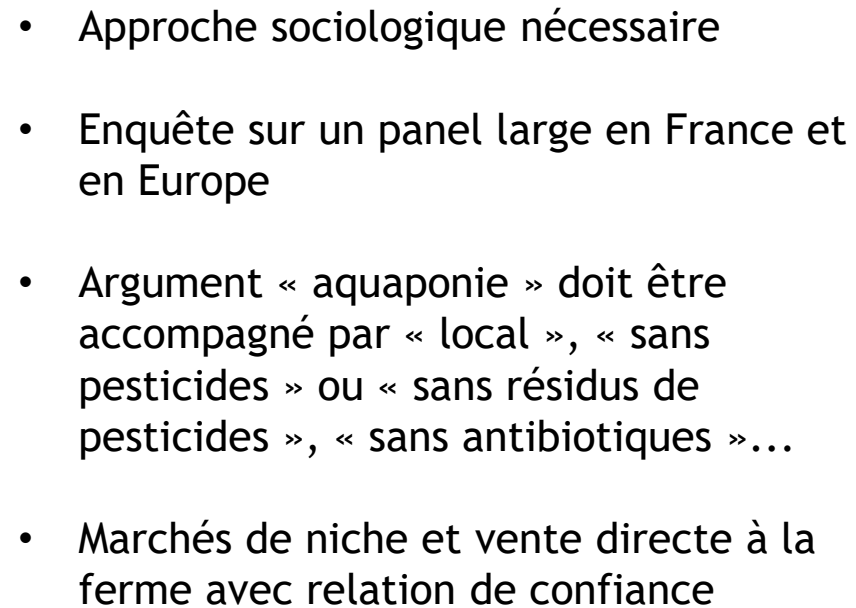 • Approche sociologique nécessaire
• Enquête sur un panel large en France et
en Europe
• Argument « aquaponie » doit être
accompagné par « local », « sans
pesticides » ou « sans résidus de
pesticides », « sans antibiotiques »...
• Marchés de niche et vente directe à la
ferme avec relation de confiance